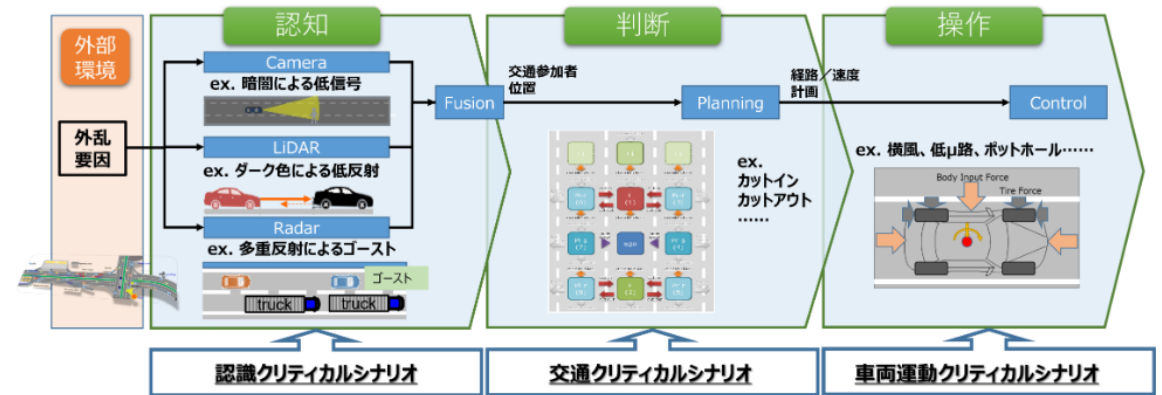 外部
環境
外乱
要因
認知
Camera
ex. 暗闇による低信号
LiDAR
ex. ダーク色による低反射
Radar
ex. 多重反射によるゴースト
ゴースト
truck
truck
Fusion
判断
交通参加者
位置
Planning
ex.
カットイン
カットアウト
……
経路／速度
計画
操作
Control
ex. 横風、低μ路、ポットホール……
Body Input Force
Tire Force
認識クリティカルシナリオ
交通クリティカルシナリオ
車両運動クリティカルシナリオ